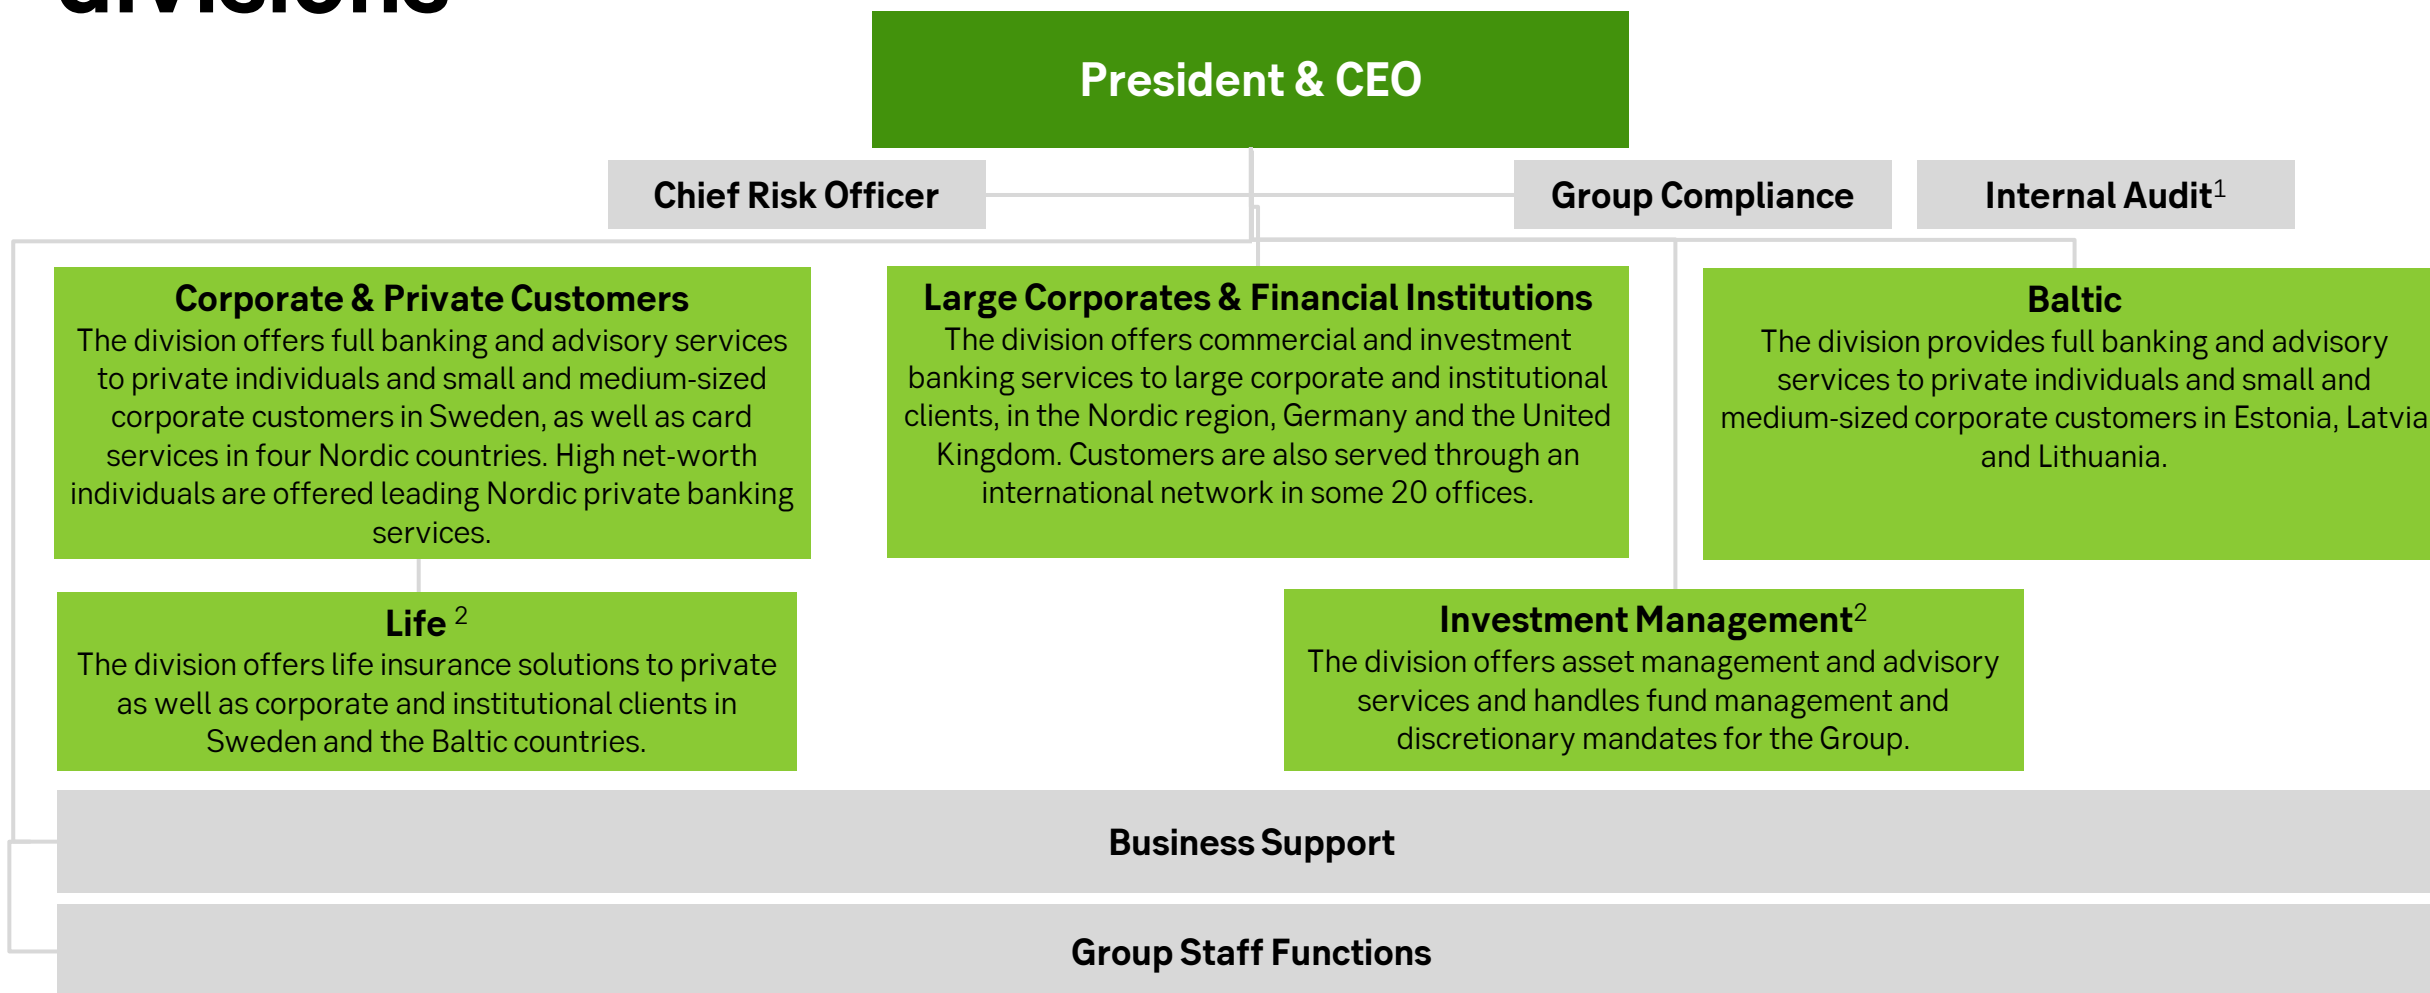 divisions
President & CEO
Chief Risk Officer
Group Compliance
Internal Audit1
Corporate & Private Customers
The division offers full banking and advisory services
to private individuals and small and medium-sized
corporate customers in Sweden, as well as card
services in four Nordic countries. High net-worth
individuals are offered leading Nordic private banking
services.
Large Corporates & Financial Institutions
The division offers commercial and investment
banking services to large corporate and institutional
clients, in the Nordic region, Germany and the United
Kingdom. Customers are also served through an
international network in some 20 offices.
Baltic
The division provides full banking and advisory
services to private individuals and small and
medium-sized corporate customers in Estonia, Latvia
and Lithuania.
Life 2
The division offers life insurance solutions to private
as well as corporate and institutional clients in
Sweden and the Baltic countries.
Investment Management2
The division offers asset management and advisory
services and handles fund management and
discretionary mandates for the Group.
Business Support
Group Staff Functions